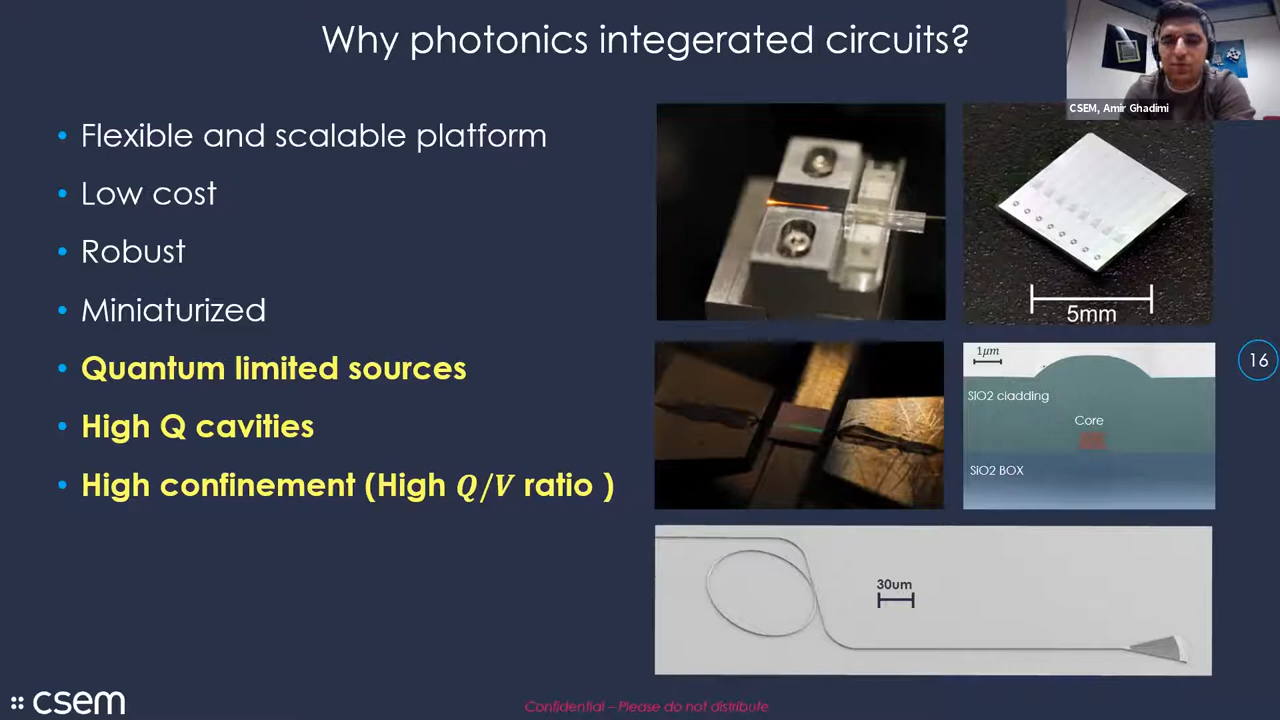 Why photonics integerated circuits?
CSEM, Amir Ghadimi
• Flexible and scalable platform
• Low cost
• Robust
• Miniaturized
• Quantum limited sources
• High Q cavities
• High confinement (High Q/V ratio )
5mm
1μm
SIO2 cladding
Core
SIO2 BOX
30um
16
csem
Confidential – Please do not distribute